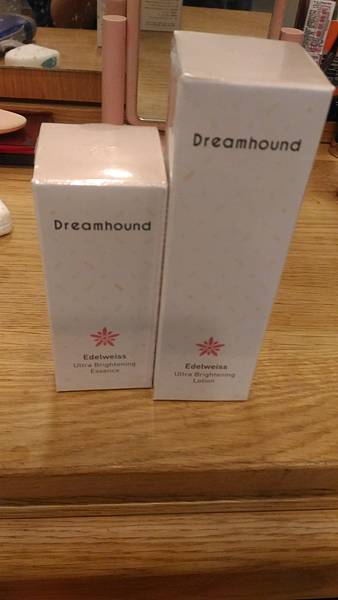 Dreamhound
Edelweiss
Ultra Brightening
Essence
Dreamhound
Edelweiss
Ultra Brightening
Lotion